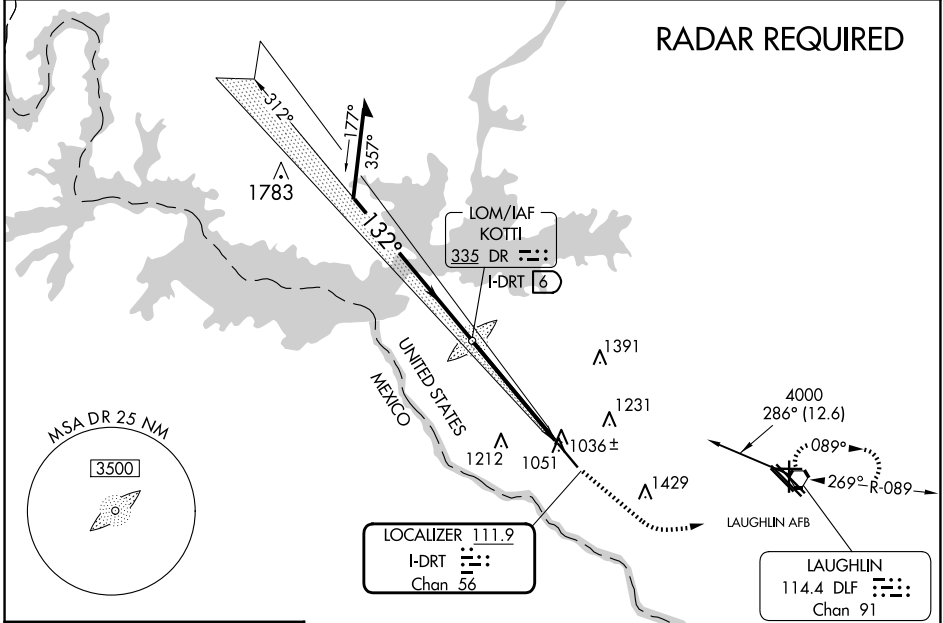 RADAR REQUIRED
312°
177°
357°
1783
132°
LOM/IAF
KOTTI
335 DR
I-DRT 6
UNITED STATES
MEXICO
1391
1231
1212
1051
1036±
1429
4000
286° (12.6)
089°
269°
R-089
LAUGHLIN AFB
MSA DR 25 NM
3500
LOCALIZER 111.9
I-DRT
Chan 56
LAUGHLIN
114.4 DLF
Chan 91